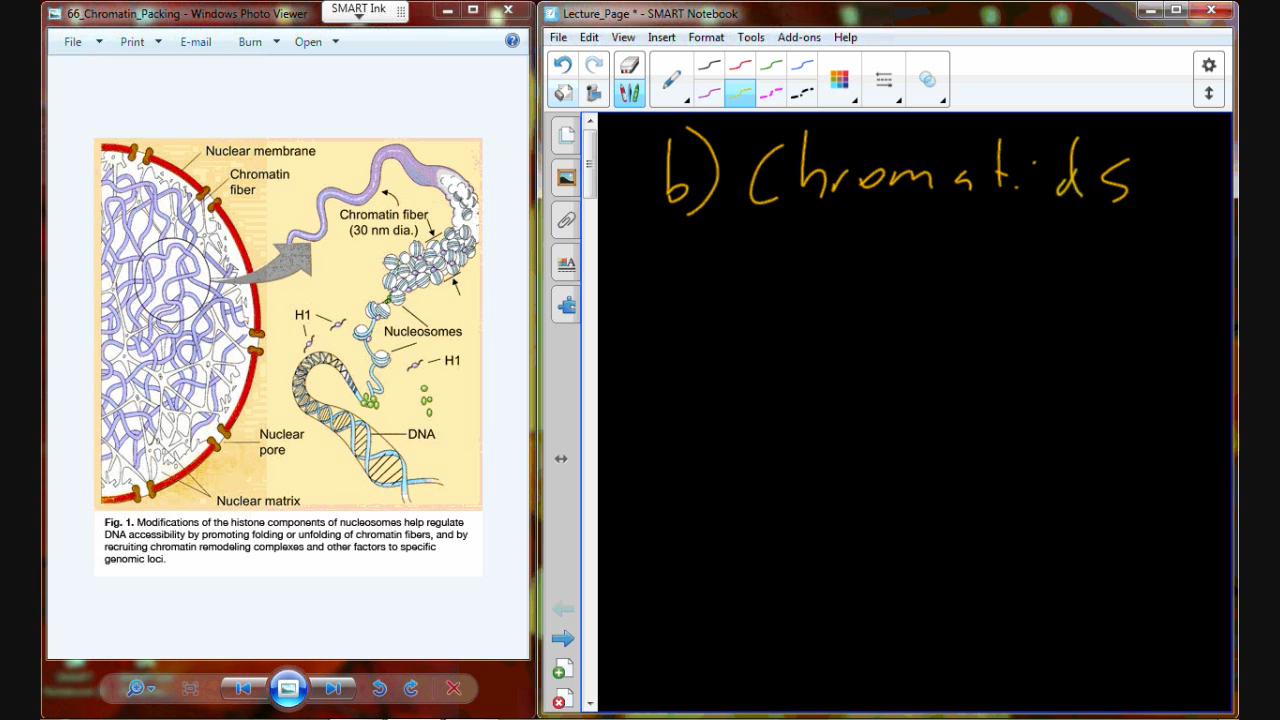 66_Chromatin_Packing - Windows Photo Viewer
SMART Ink
File Print E-mail Burn Open
Nuclear membrane
Chromatin
fiber
Chromatin fiber
(30 nm dia.)
H1
Nucleosomes
H1
DNA
Nuclear
pore
Nuclear matrix
Fig. 1. Modifications of the histone components of nucleosomes help regulate
DNA accessibility by promoting folding or unfolding of chromatin fibers, and by
recruiting chromatin remodeling complexes and other factors to specific
genomic loci.
Lecture_Page * - SMART Notebook
File Edit View Insert Format Tools Add-ons Help
b) Chromatids